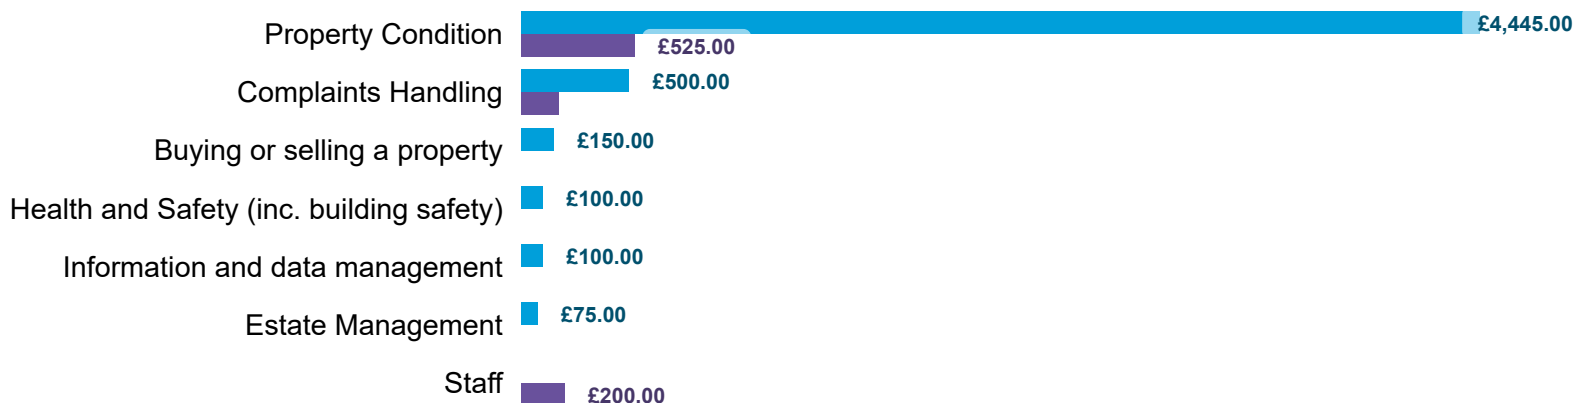 Property Condition £4,445.00
£525.00
Complaints Handling £500.00
Buying or selling a property £150.00
Health and Safety (inc. building safety) £100.00
Information and data management £100.00
Estate Management £75.00
Staff £200.00